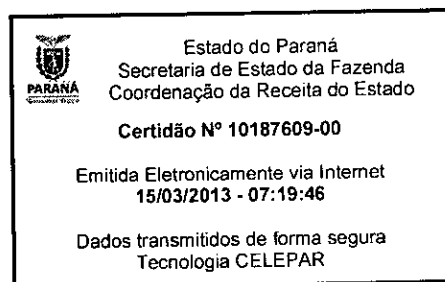 Estado do Paraná
Secretaria de Estado da Fazenda
PARANÁ
Coordenação da Receita do Estado
Certidão Nº 10187609-00
Emitida Eletronicamente via Internet
15/03/2013 - 07:19:46
Dados transmitidos de forma segura
Tecnologia CELEPAR